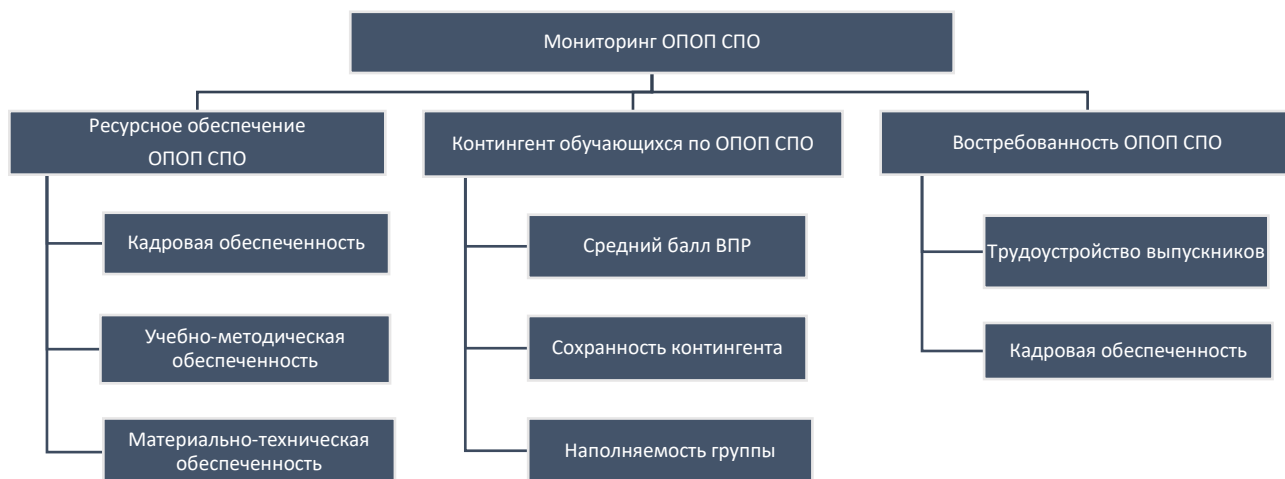 Мониторинг ОПОП СПО
Ресурсное обеспечение
ОПОП СПО
Кадровая обеспеченность
Учебно-методическая
обеспеченность
Материально-техническая
обеспеченность
Контингент обучающихся по ОПОП СПО
Средний балл ВПР
Сохранность контингента
Наполняемость группы
Востребованность ОПОП СПО
Трудоустройство выпускников
Кадровая обеспеченность